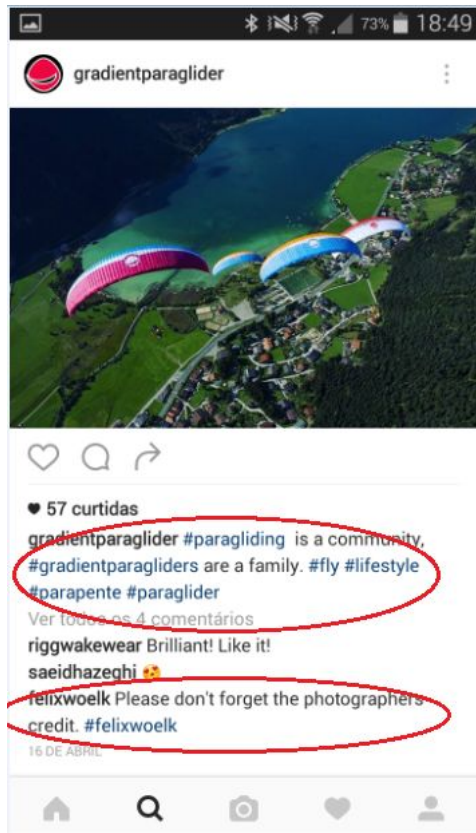 73% 18:49
gradientparaglider
57 curtidas
gradientparaglider #paragliding is a community,
#gradientparagliders are a family. #fly #lifestyle
#parapente #paraglider
Ver todos os 4 comentários
riggwakewear Brilliant! Like it!
saeidhazeghi 😍
felixwoelk Please don't forget the photographers
credit. #felixwoelk
16 DE ABRIL